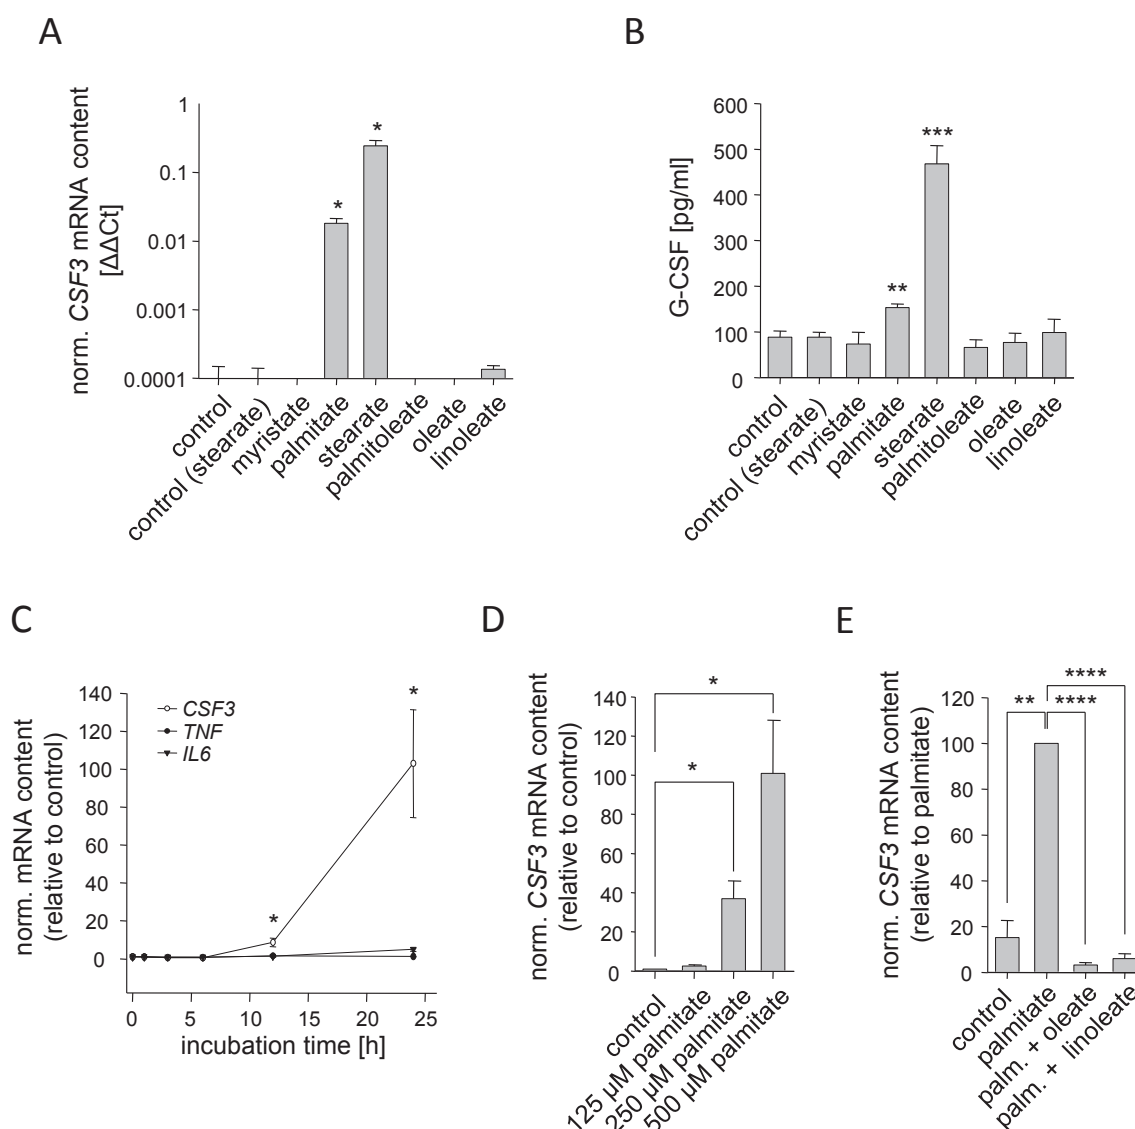 A
norm. CSF3 mRNA content
[ΔΔCt]
1
0.1
0.01
0.001
0.0001
*
*
control
control (stearate)
myristate
palmitate
stearate
palmitoleate
oleate
linoleate
B
G-CSF [pg/ml]
600
500
400
300
200
100
0
**
***
control
control (stearate)
myristate
palmitate
stearate
palmitoleate
oleate
linoleate
C
norm. mRNA content
(relative to control)
140
120
100
80
60
40
20
0
CSF3
TNF
IL6
*
*
0 5 10 15 20 25
incubation time [h]
D
norm. CSF3 mRNA content
(relative to control)
140
120
100
80
60
40
20
0
*
*
control
125 µM palmitate
250 µM palmitate
500 µM palmitate
E
norm. CSF3 mRNA content
(relative to palmitate)
120
100
80
60
40
20
0
****
** ****
control
palmitate
palm. + oleate
palm. + linoleate